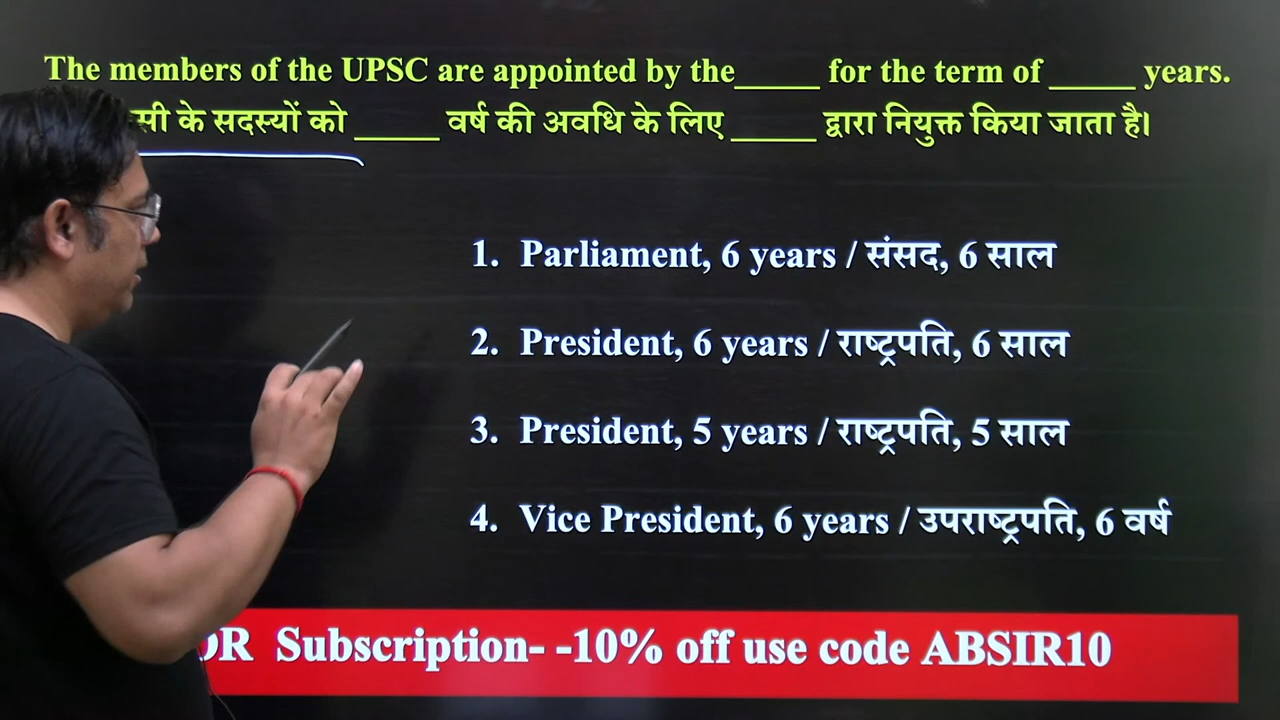 The members of the UPSC are appointed by the_____ for the term of _____ years.
के सदस्यों को _____ वर्ष की अवधि के लिए _____ द्वारा नियुक्त किया जाता है।
1. Parliament, 6 years / संसद, 6 साल
2. President, 6 years / राष्ट्रपति, 6 साल
3. President, 5 years / राष्ट्रपति, 5 साल
4. Vice President, 6 years / उपराष्ट्रपति, 6 वर्ष
Subscription- -10% off use code ABSIR10